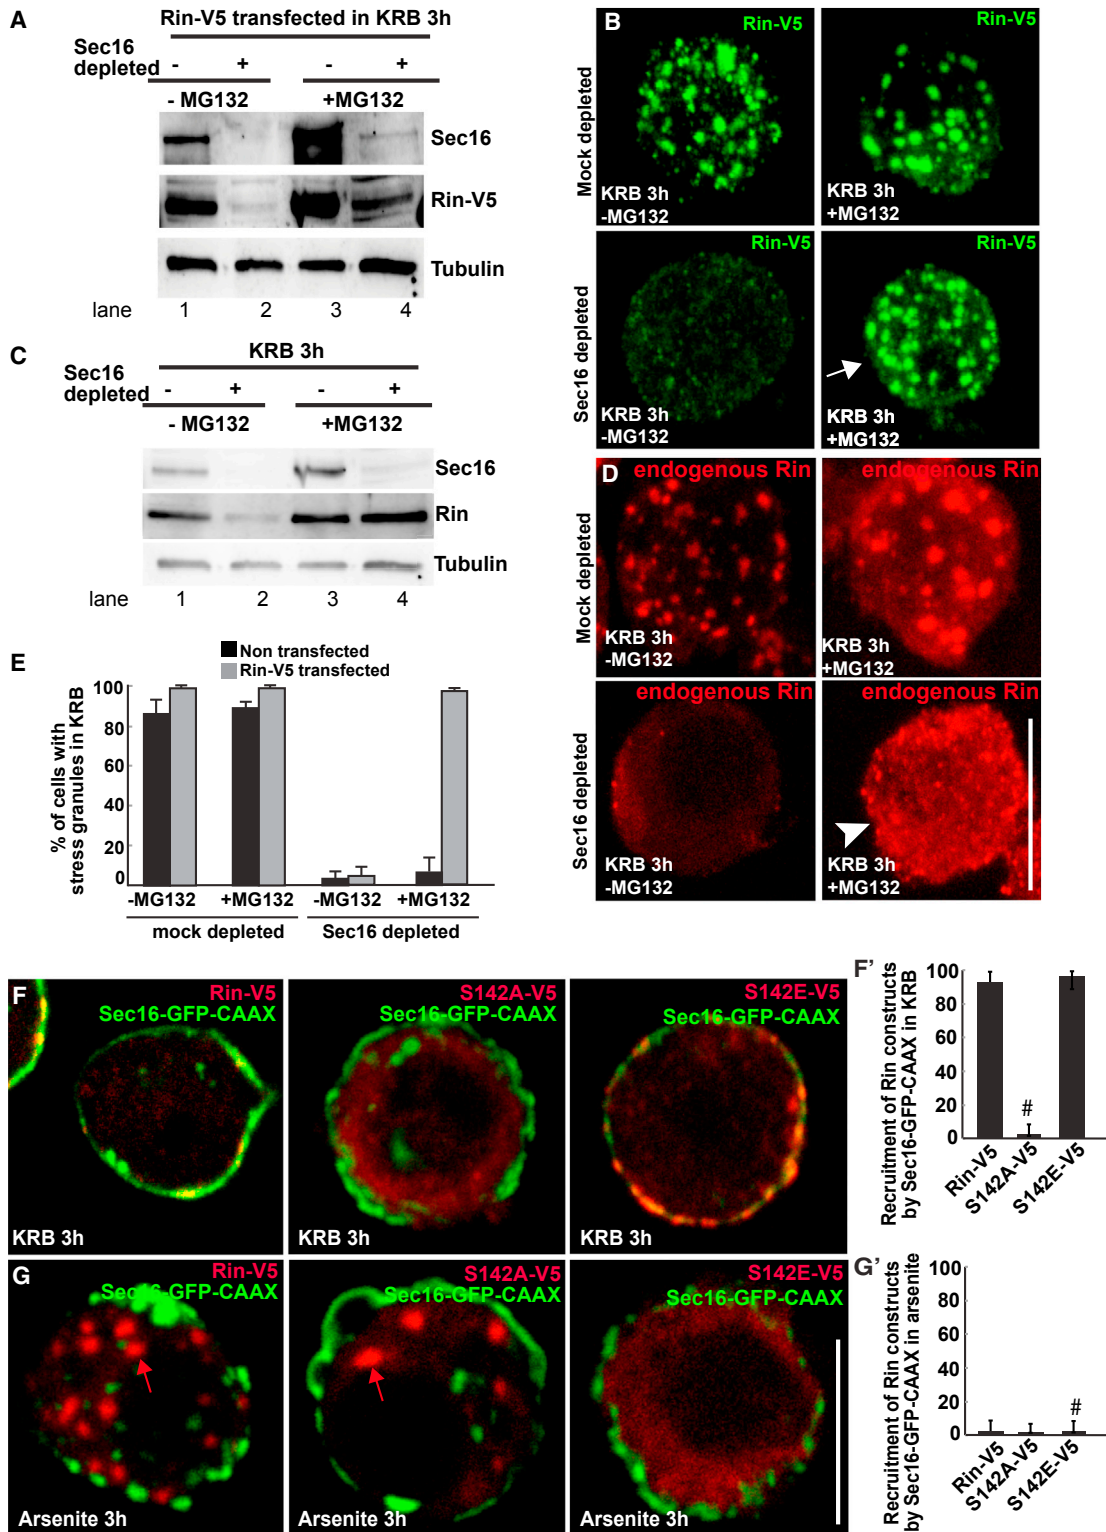 A
Rin-V5 transfected in KRB 3h
Sec16
depleted
- + - +
- MG132 +MG132
Sec16
Rin-V5
Tubulin
lane 1 2 3 4
B
Rin-V5
Rin-V5
Mock depleted
KRB 3h
-MG132
KRB 3h
+MG132
Rin-V5
Rin-V5
Sec16 depleted
KRB 3h
-MG132
KRB 3h
+MG132
C
KRB 3h
Sec16
depleted
- + - +
- MG132 +MG132
Sec16
Rin
Tubulin
lane 1 2 3 4
D
endogenous Rin
endogenous Rin
Mock depleted
KRB 3h
-MG132
KRB 3h
+MG132
endogenous Rin
endogenous Rin
Sec16 depleted
KRB 3h
-MG132
KRB 3h
+MG132
E
Non transfected
Rin-V5 transfected
% of cells with
stress granules in KRB
100
80
60
40
20
0
-MG132 +MG132 -MG132 +MG132
mock depleted Sec16 depleted
F
Rin-V5
Sec16-GFP-CAAX
KRB 3h
S142A-V5
Sec16-GFP-CAAX
KRB 3h
S142E-V5
Sec16-GFP-CAAX
KRB 3h
F'
Recruitment of Rin constructs
by Sec16-GFP-CAAX in KRB
100
80
60
40
20
0
#
Rin-V5
S142A-V5
S142E-V5
G
Rin-V5
Sec16-GFP-CAAX
Arsenite 3h
S142A-V5
Sec16-GFP-CAAX
Arsenite 3h
S142E-V5
Sec16-GFP-CAAX
Arsenite 3h
G'
Recruitment of Rin constructs
by Sec16-GFP-CAAX in arsenite
100
80
60
40
20
0
#
Rin-V5
S142A-V5
S142E-V5